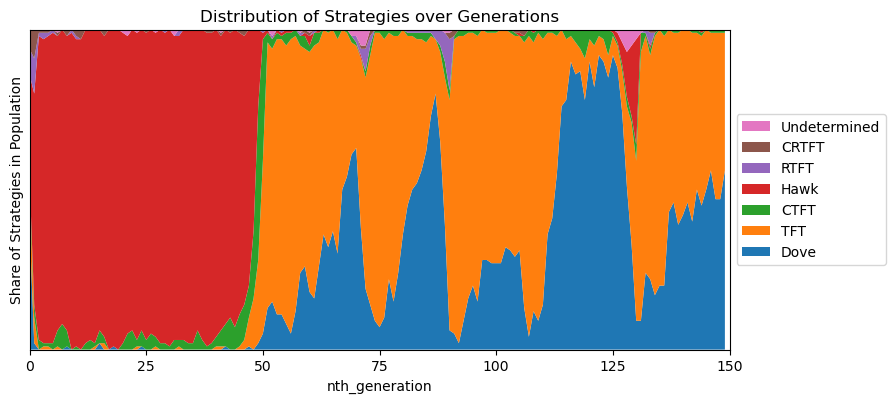 Distribution of Strategies over Generations
Share of Strategies in Population
Undetermined
CRTFT
RTFT
Hawk
CTFT
TFT
Dove
0 25 50 75 100 125 150
nth_generation